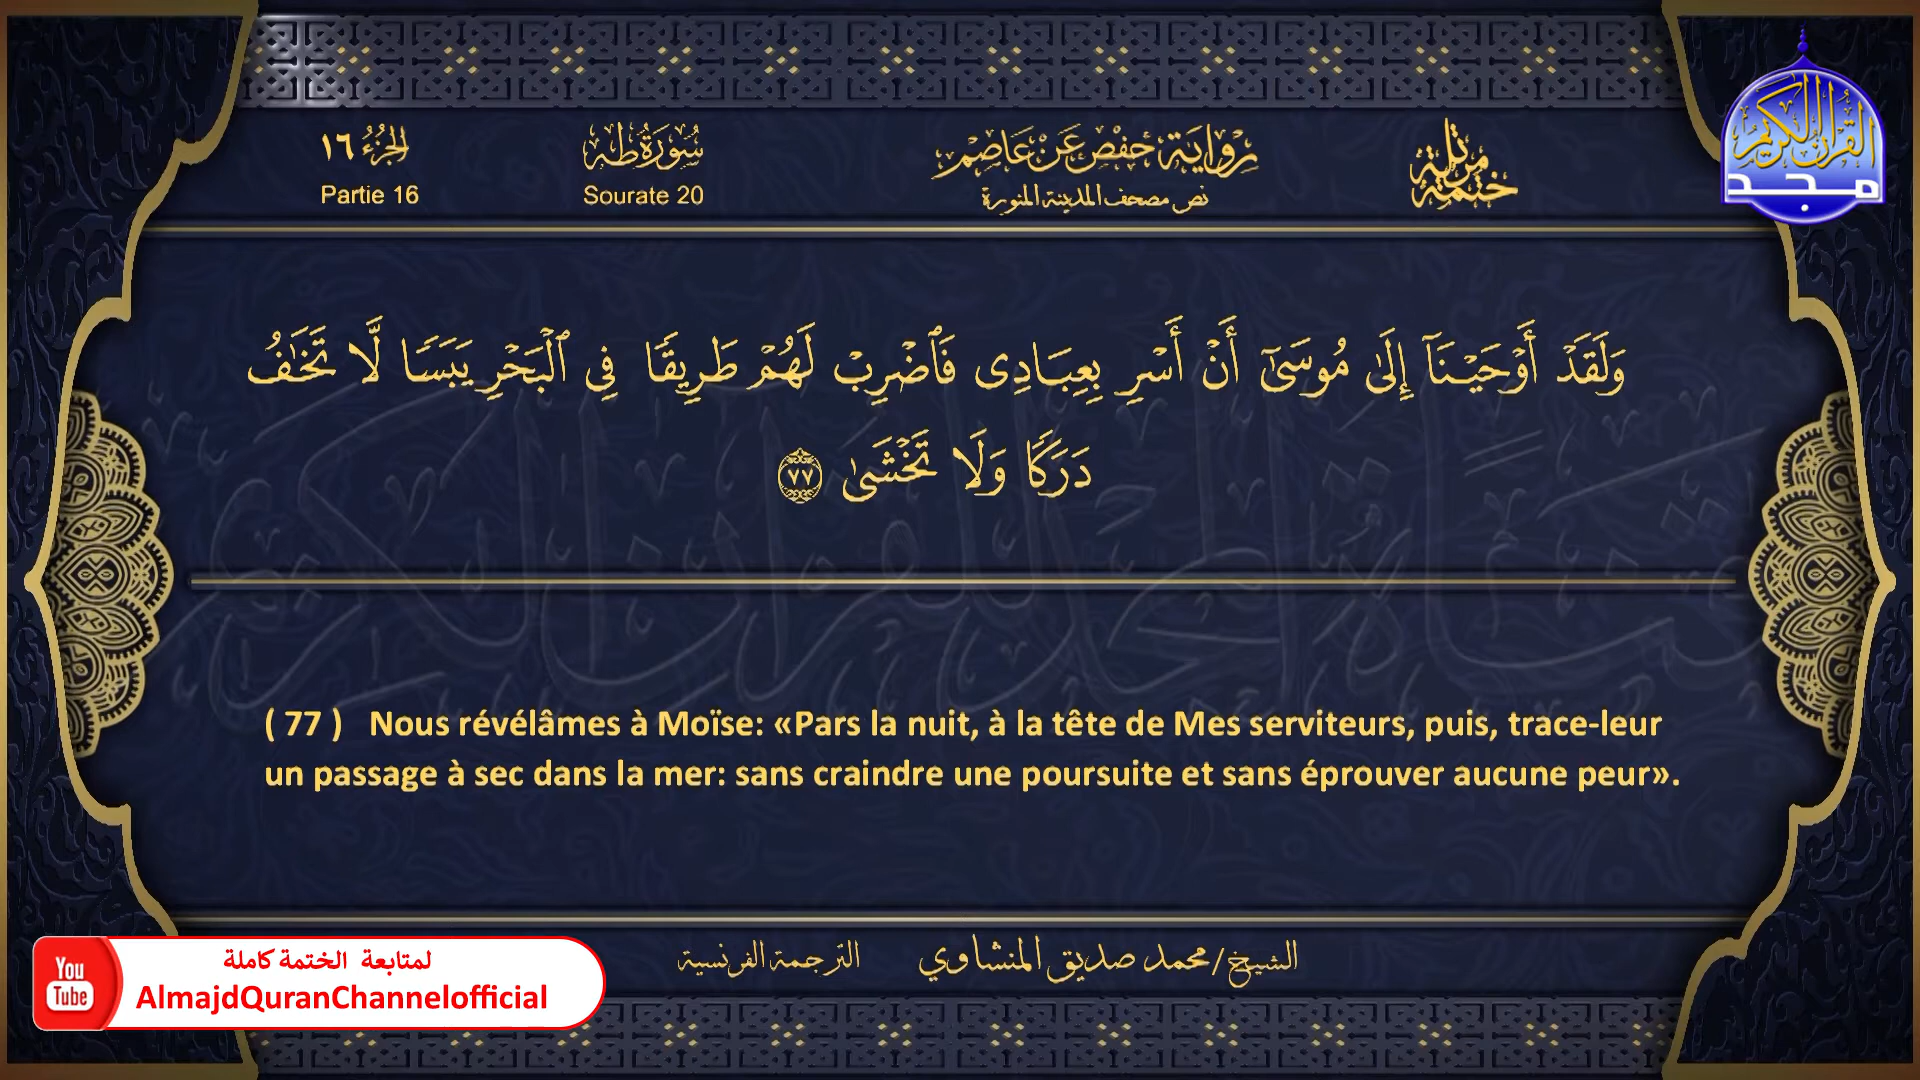 الجزء ١٦
Partie 16
سورة طه
Sourate 20
رواية حفص عن عاصم
نص مصحف المدينة المنورة
ختمة مرتلة
القرآن الكريم
مجد
وَلَقَدْ أَوْحَيْنَآ إِلَىٰ مُوسَىٰٓ أَنْ أَسْرِ بِعِبَادِى فَٱضْرِبْ لَهُمْ طَرِيقًا فِى ٱلْبَحْرِ يَبَسًا لَّا تَخَـٰفُ
دَرَكًا وَلَا تَخْشَىٰ ٧٧
( 77 ) Nous révélâmes à Moïse: «Pars la nuit, à la tête de Mes serviteurs, puis, trace-leur
un passage à sec dans la mer: sans craindre une poursuite et sans éprouver aucune peur».
الشيخ/محمد صديق المنشاوي
الترجمة الفرنسية
You
Tube
لمتابعة الختمة كاملة
AlmajdQuranChannelofficial